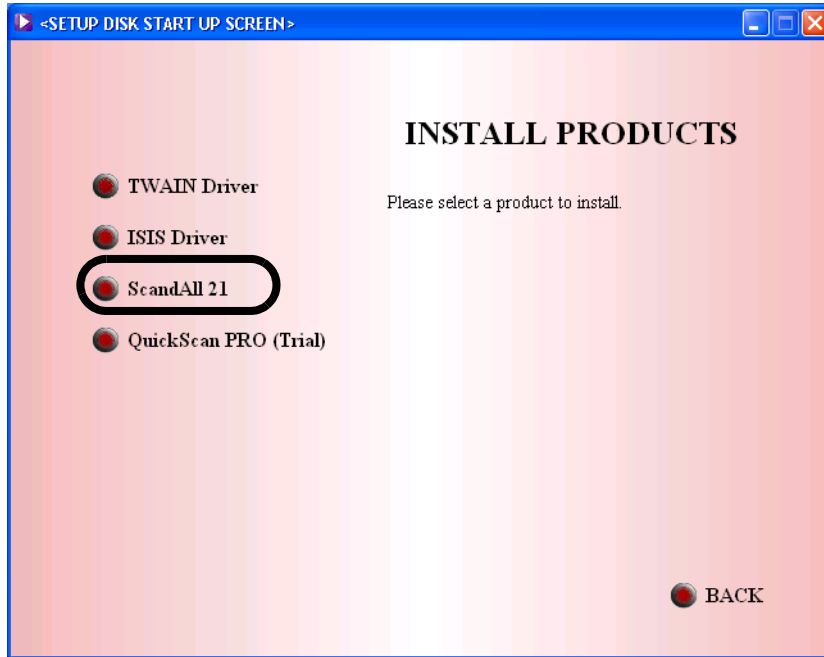 <SETUP DISK START UP SCREEN>
INSTALL PRODUCTS
Please select a product to install.
TWAIN Driver
ISIS Driver
ScandAll 21
QuickScan PRO (Trial)
BACK